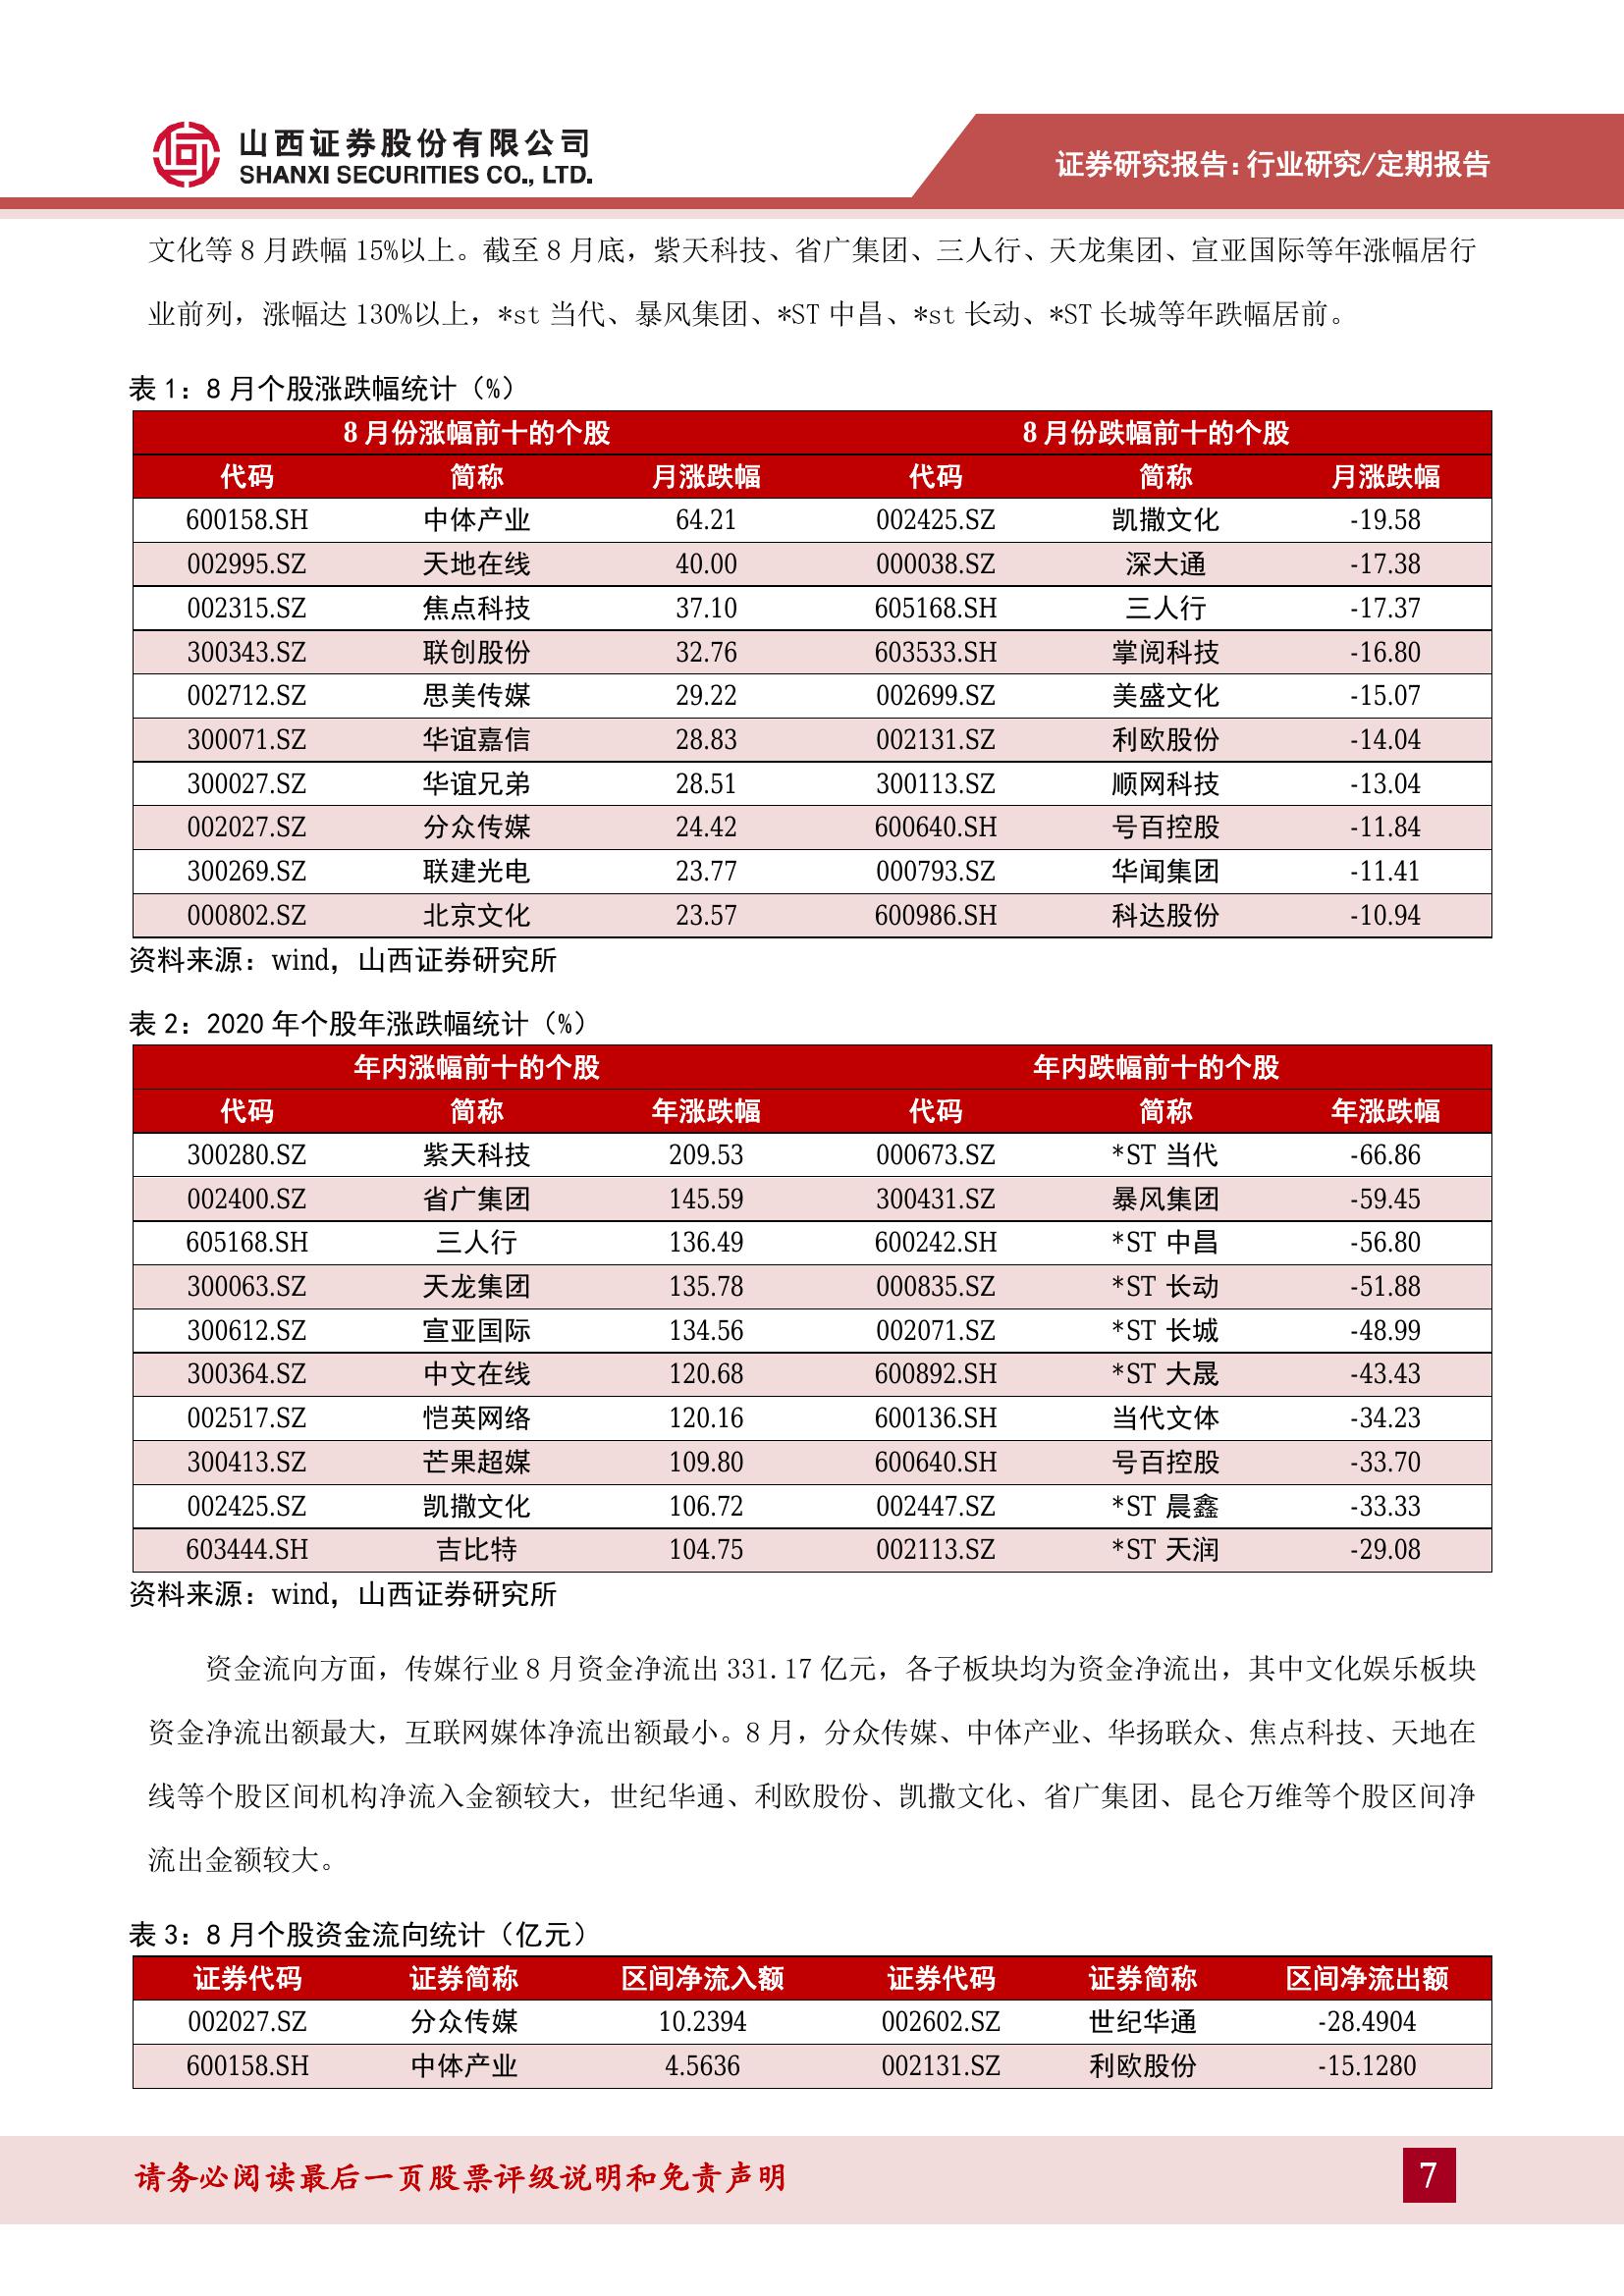 山西证券股份有限公司
SHANXI SECURITIES CO., LTD.
证券研究报告:行业研究/定期报告
文化等 8 月跌幅 15%以上。截至 8 月底，紫天科技、省广集团、三人行、天龙集团、宣亚国际等年涨幅居行
业前列，涨幅达 130%以上，*st 当代、暴风集团、*ST 中昌、*st 长动、*ST 长城等年跌幅居前。
表 1：8 月个股涨跌幅统计（%）
8 月份涨幅前十的个股 8 月份跌幅前十的个股
代码 简称 月涨跌幅 代码 简称 月涨跌幅
600158.SH 中体产业 64.21 002425.SZ 凯撒文化 -19.58
002995.SZ 天地在线 40.00 000038.SZ 深大通 -17.38
002315.SZ 焦点科技 37.10 605168.SH 三人行 -17.37
300343.SZ 联创股份 32.76 603533.SH 掌阅科技 -16.80
002712.SZ 思美传媒 29.22 002699.SZ 美盛文化 -15.07
300071.SZ 华谊嘉信 28.83 002131.SZ 利欧股份 -14.04
300027.SZ 华谊兄弟 28.51 300113.SZ 顺网科技 -13.04
002027.SZ 分众传媒 24.42 600640.SH 号百控股 -11.84
300269.SZ 联建光电 23.77 000793.SZ 华闻集团 -11.41
000802.SZ 北京文化 23.57 600986.SH 科达股份 -10.94
资料来源：wind，山西证券研究所
表 2：2020 年个股年涨跌幅统计（%）
年内涨幅前十的个股 年内跌幅前十的个股
代码 简称 年涨跌幅 代码 简称 年涨跌幅
300280.SZ 紫天科技 209.53 000673.SZ *ST 当代 -66.86
002400.SZ 省广集团 145.59 300431.SZ 暴风集团 -59.45
605168.SH 三人行 136.49 600242.SH *ST 中昌 -56.80
300063.SZ 天龙集团 135.78 000835.SZ *ST 长动 -51.88
300612.SZ 宣亚国际 134.56 002071.SZ *ST 长城 -48.99
300364.SZ 中文在线 120.68 600892.SH *ST 大晟 -43.43
002517.SZ 恺英网络 120.16 600136.SH 当代文体 -34.23
300413.SZ 芒果超媒 109.80 600640.SH 号百控股 -33.70
002425.SZ 凯撒文化 106.72 002447.SZ *ST 晨鑫 -33.33
603444.SH 吉比特 104.75 002113.SZ *ST 天润 -29.08
资料来源：wind，山西证券研究所
资金流向方面，传媒行业 8 月资金净流出 331.17 亿元，各子板块均为资金净流出，其中文化娱乐板块
资金净流出额最大，互联网媒体净流出额最小。8 月，分众传媒、中体产业、华扬联众、焦点科技、天地在
线等个股区间机构净流入金额较大，世纪华通、利欧股份、凯撒文化、省广集团、昆仑万维等个股区间净
流出金额较大。
表 3：8 月个股资金流向统计（亿元）
证券代码 证券简称 区间净流入额 证券代码 证券简称 区间净流出额
002027.SZ 分众传媒 10.2394 002602.SZ 世纪华通 -28.4904
600158.SH 中体产业 4.5636 002131.SZ 利欧股份 -15.1280
请务必阅读最后一页股票评级说明和免责声明
7